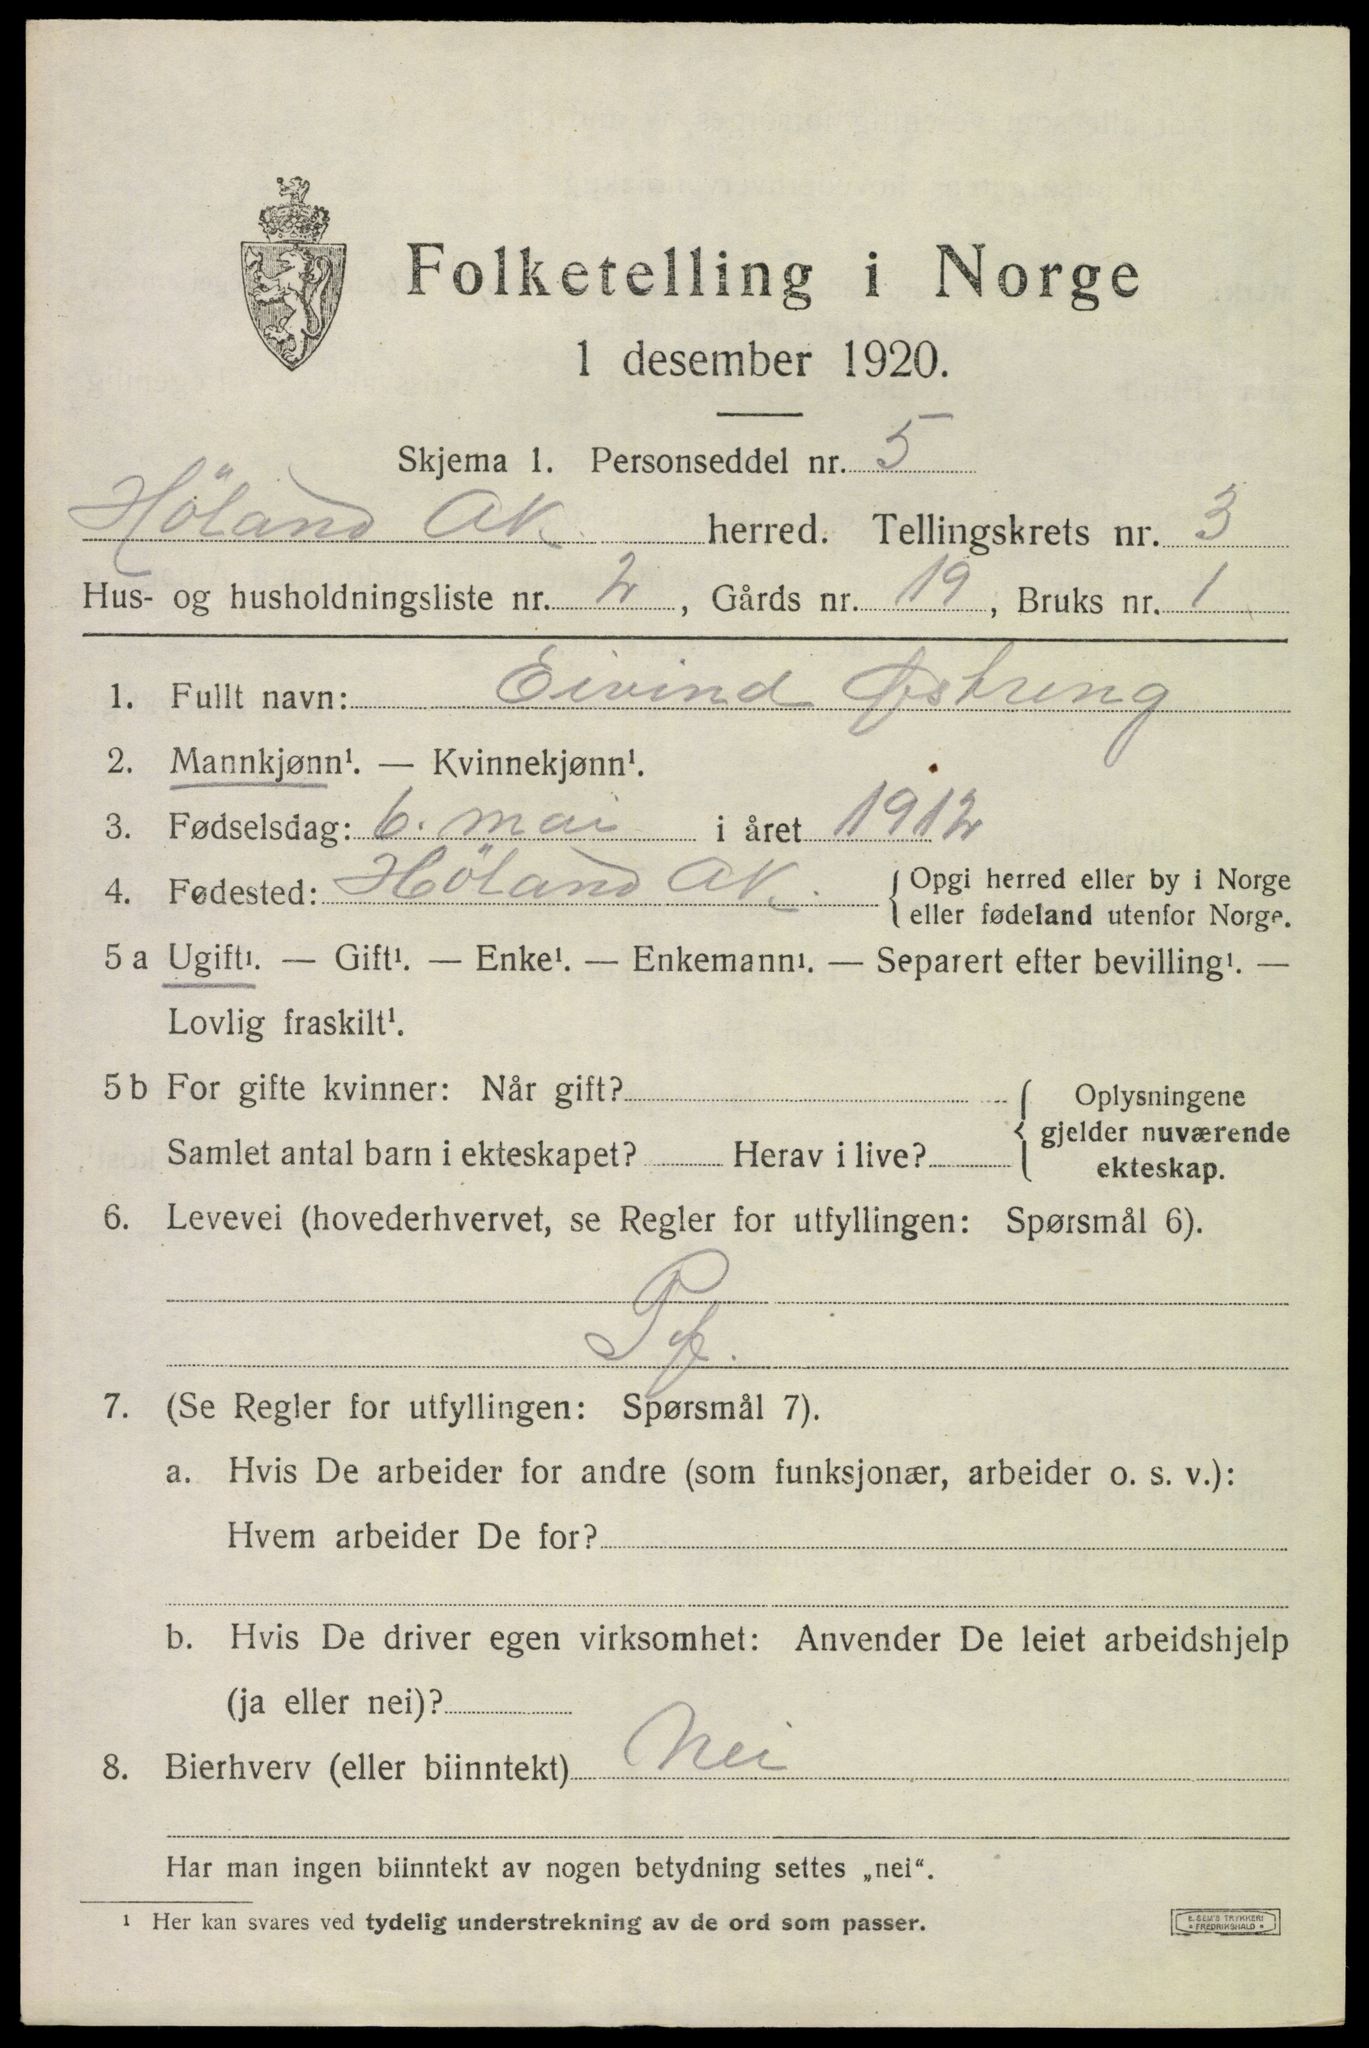 Folketelling i Norge
1 desember 1920.
Skjema 1. Personseddel nr. 5
Höland Ak. herred. Tellingskrets nr. 3
Hus- og husholdningsliste nr. 2, Gårds nr. 19, Bruks nr. 1
1. Fullt navn: Eivind Østreng
2. Mannkjønn¹. — Kvinnekjønn¹.
3. Fødselsdag: 6. mai i året 1912
4. Fødested: Höland Ak. { Opgi herred eller by i Norge
eller fødeland utenfor Norge.
5 a Ugift¹. — Gift¹. — Enke¹. — Enkemann¹. — Separert efter bevilling¹. —
Lovlig fraskilt¹.
5 b For gifte kvinner: Når gift?
Samlet antal barn i ekteskapet? Herav i live?
{ Oplysningene
gjelder nuværende
ekteskap.
6. Levevei (hovederhvervet, se Regler for utfyllingen: Spørsmål 6).
7. (Se Regler for utfyllingen: Spørsmål 7).
a. Hvis De arbeider for andre (som funksjonær, arbeider o. s. v.):
Hvem arbeider De for?
b. Hvis De driver egen virksomhet: Anvender De leiet arbeidshjelp
(ja eller nei)?
8. Bierhverv (eller biinntekt) Nei
Har man ingen biinntekt av nogen betydning settes „nei“.
¹ Her kan svares ved tydelig understrekning av de ord som passer.
E. SEM'S TRYKKERI
* FREDRIKSHALD *